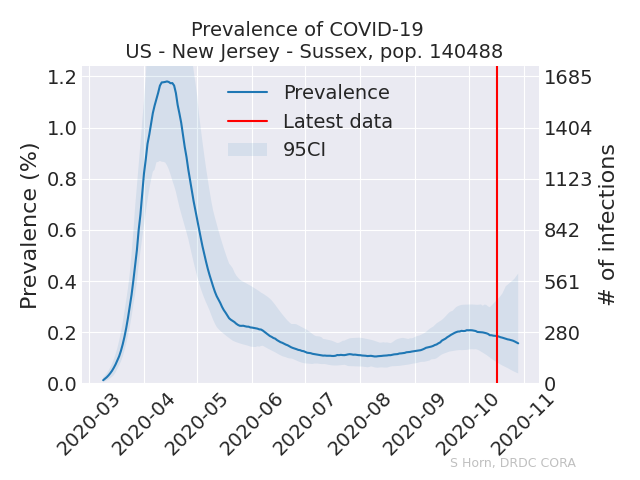 Prevalence of COVID-19
US - New Jersey - Sussex, pop. 140488
Prevalence
Latest data
95CI
Prevalence (%)
1.2
1.0
0.8
0.6
0.4
0.2
0.0
1685
1404
1123
842
561
280
0
# of infections
2020-03
2020-04
2020-05
2020-06
2020-07
2020-08
2020-09
2020-10
2020-11
S Horn, DRDC CORA